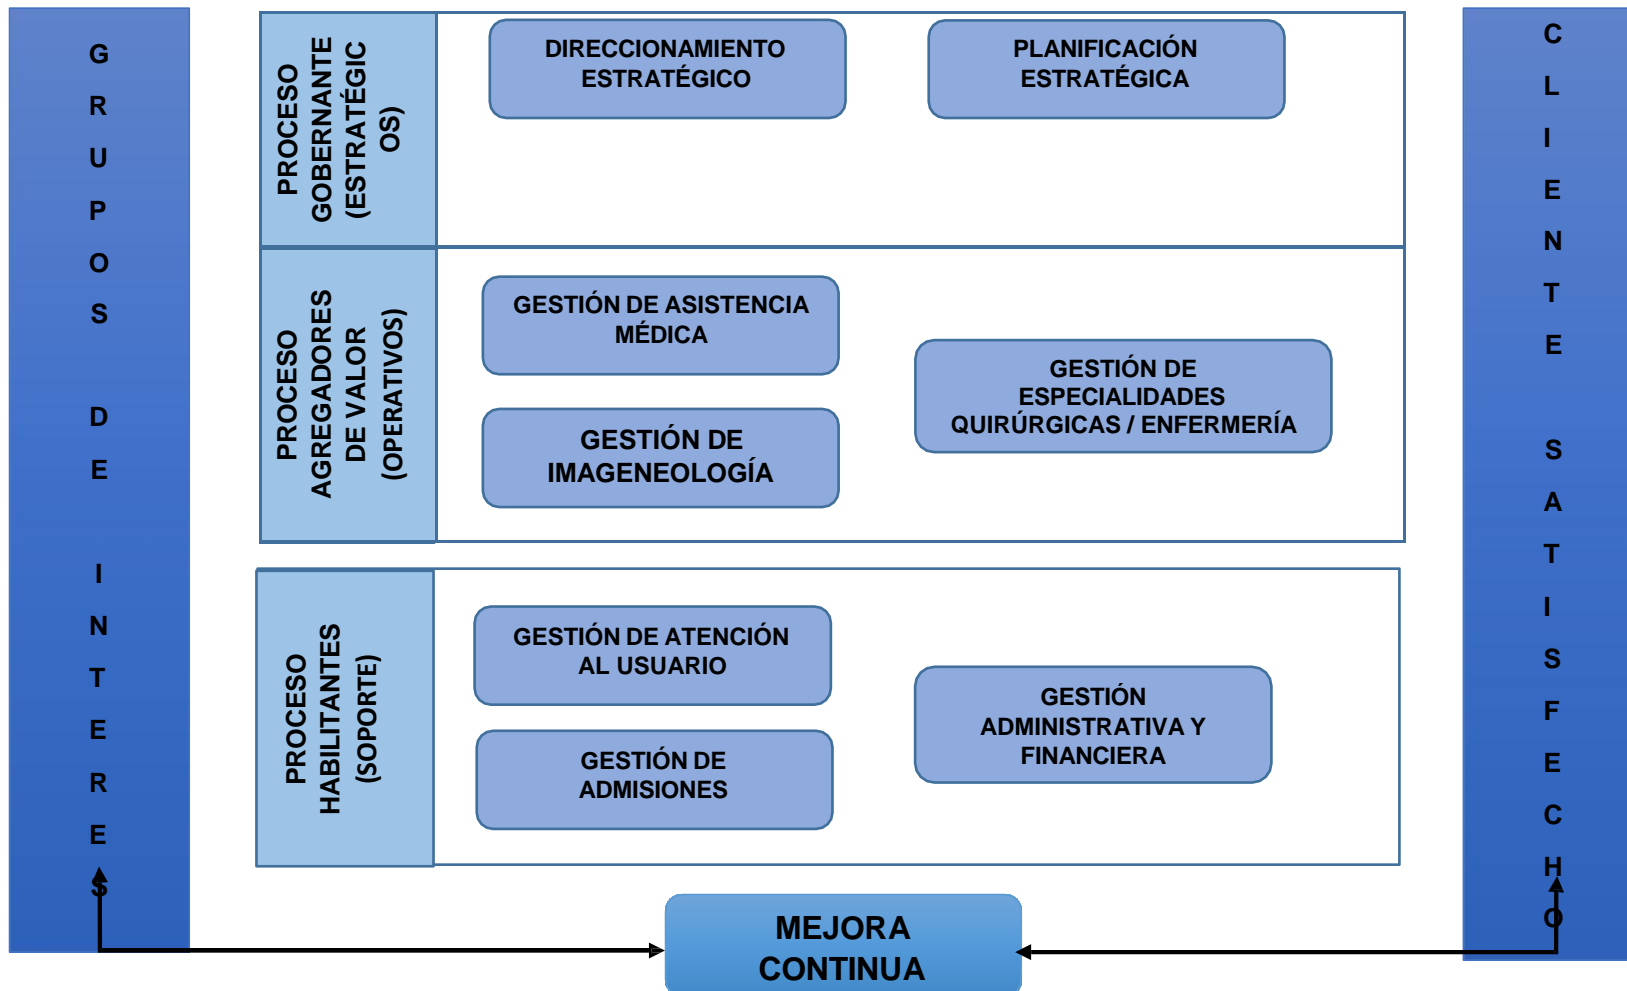 GRUPOS DE INTERES
PROCESO
GOBERNANTE
(ESTRATÉGIC
OS)
DIRECCIONAMIENTO
ESTRATÉGICO
PLANIFICACIÓN
ESTRATÉGICA
PROCESO
AGREGADORES
DE VALOR
(OPERATIVOS)
GESTIÓN DE ASISTENCIA
MÉDICA
GESTIÓN DE
IMAGENEOLOGÍA
GESTIÓN DE
ESPECIALIDADES
QUIRÚRGICAS / ENFERMERÍA
PROCESO
HABILITANTES
(SOPORTE)
GESTIÓN DE ATENCIÓN
AL USUARIO
GESTIÓN DE
ADMISIONES
GESTIÓN
ADMINISTRATIVA Y
FINANCIERA
CLIENTE SATISFECHO
MEJORA
CONTINUA